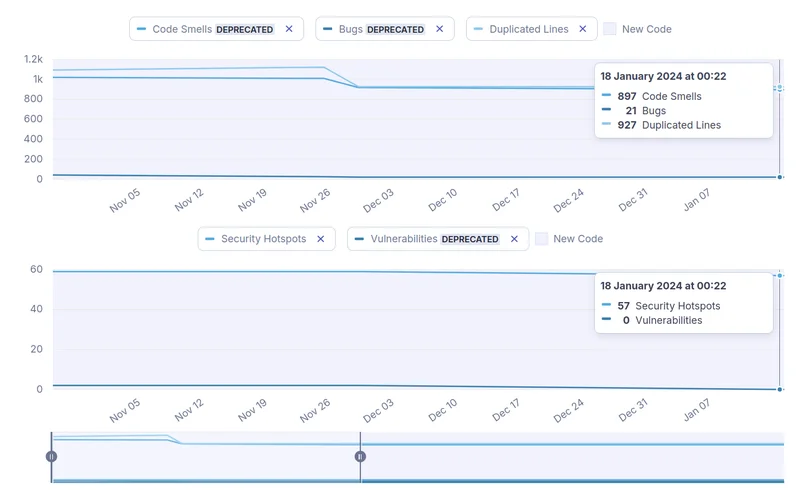 Code Smells DEPRECATED × Bugs DEPRECATED × Duplicated Lines × New Code
1.2k
1k
800
600
400
200
0
18 January 2024 at 00:22
897 Code Smells
21 Bugs
927 Duplicated Lines
Nov 05 Nov 12 Nov 19 Nov 26 Dec 03 Dec 10 Dec 17 Dec 24 Dec 31 Jan 07
Security Hotspots × Vulnerabilities DEPRECATED × New Code
60
40
20
0
18 January 2024 at 00:22
57 Security Hotspots
0 Vulnerabilities
Nov 05 Nov 12 Nov 19 Nov 26 Dec 03 Dec 10 Dec 17 Dec 24 Dec 31 Jan 07